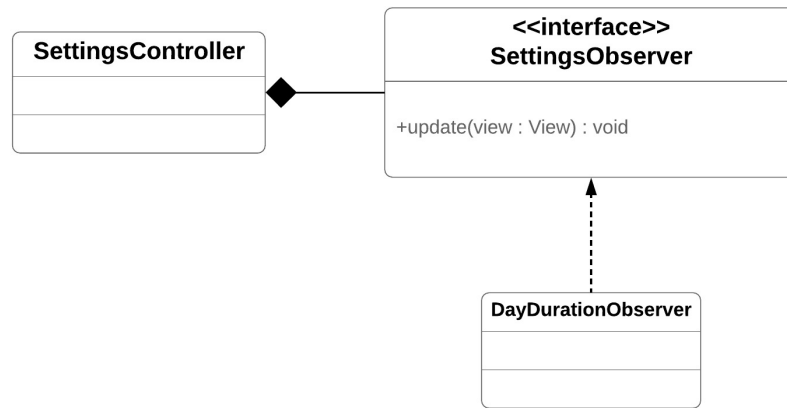 SettingsController
<<interface>>
SettingsObserver
+update(view : View) : void
DayDurationObserver